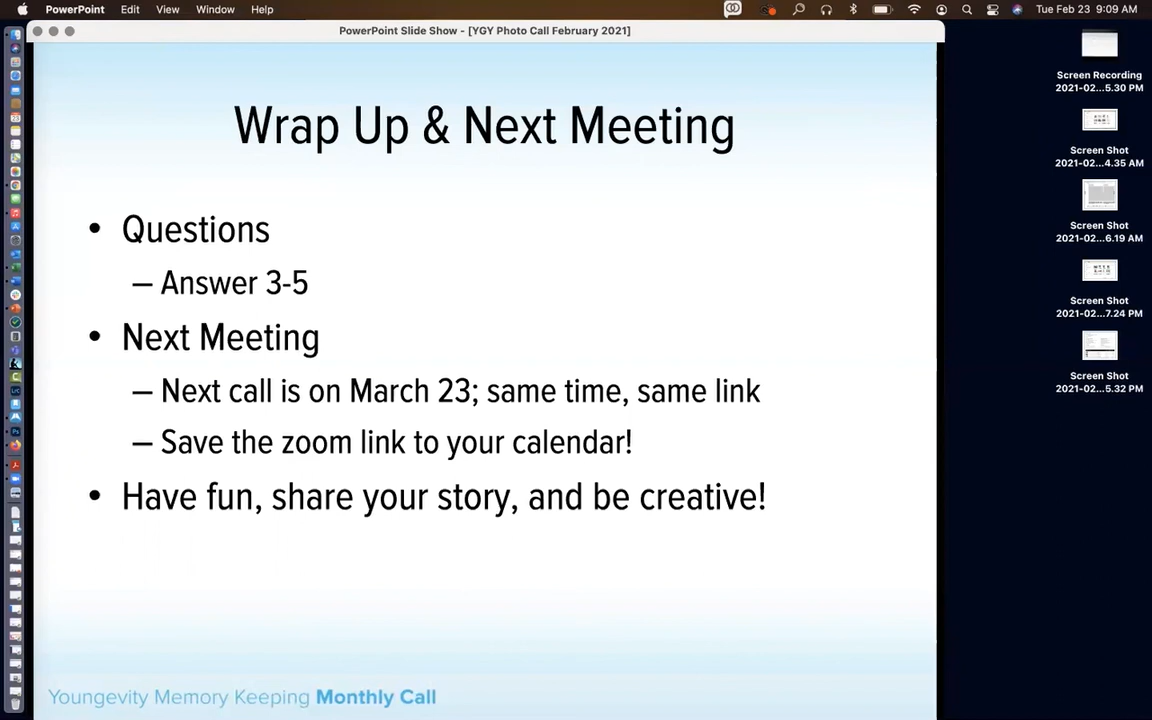 PowerPoint Edit View Window Help Tue Feb 23 9:09 AM
PowerPoint Slide Show - [YGY Photo Call February 2021]
Wrap Up & Next Meeting
• Questions
– Answer 3-5
• Next Meeting
– Next call is on March 23; same time, same link
– Save the zoom link to your calendar!
• Have fun, share your story, and be creative!
Youngevity Memory Keeping Monthly Call
Screen Recording
2021-02...5.30 PM
Screen Shot
2021-02...4.35 AM
Screen Shot
2021-02...6.19 AM
Screen Shot
2021-02...7.24 PM
Screen Shot
2021-02...5.32 PM